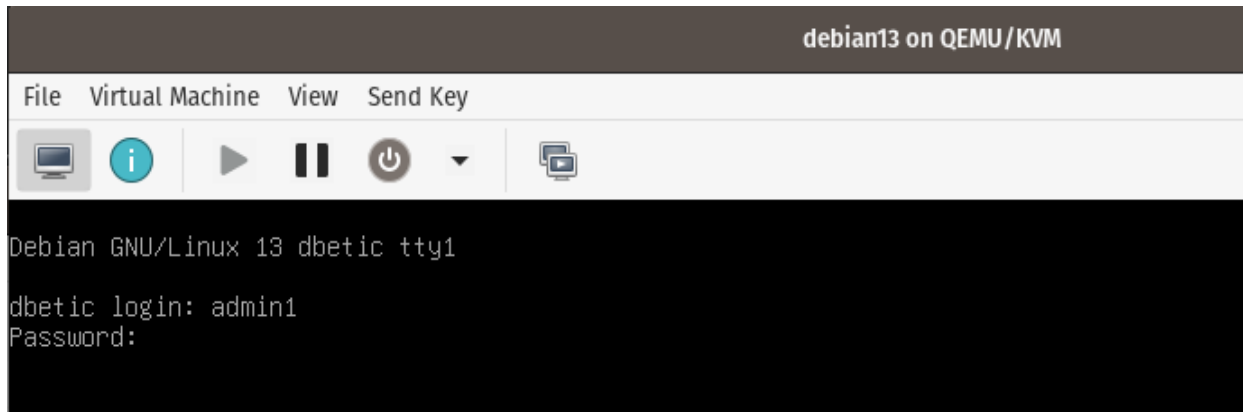 debian13 on QEMU/KVM
File Virtual Machine View Send Key
Debian GNU/Linux 13 dbetic tty1
dbetic login: admin1
Password: